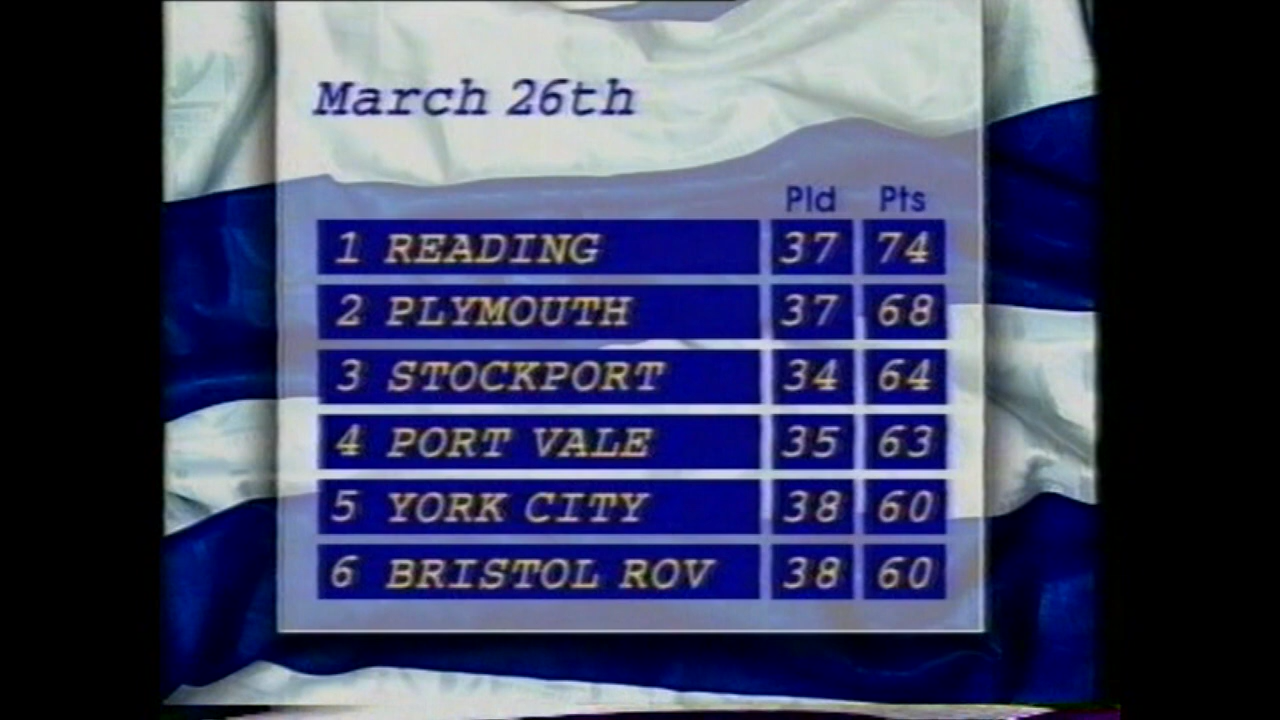 March 26th
Pld Pts
1 READING 37 74
2 PLYMOUTH 37 68
3 STOCKPORT 34 64
4 PORT VALE 35 63
5 YORK CITY 38 60
6 BRISTOL ROV 38 60